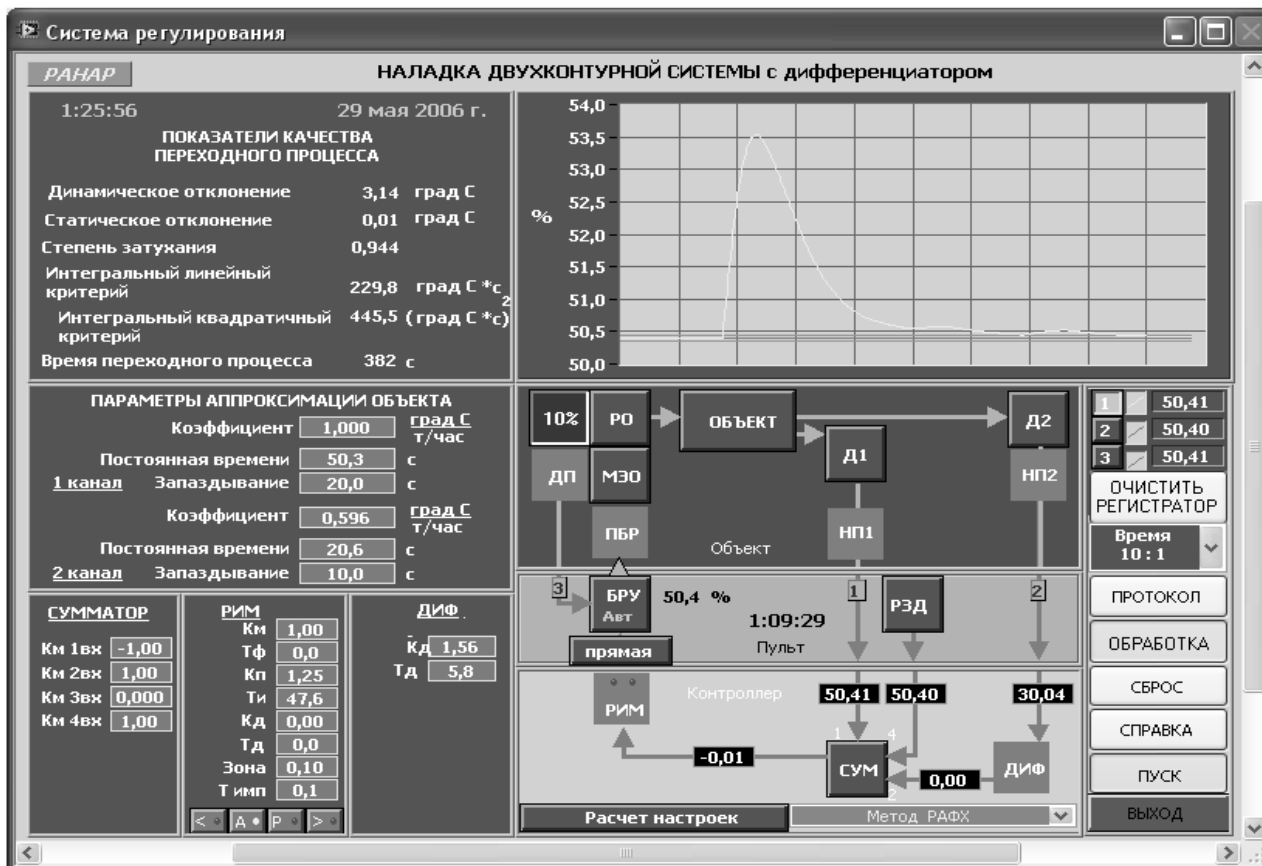 Система регулирования
РАНАР
НАЛАДКА ДВУХКОНТУРНОЙ СИСТЕМЫ с дифференциатором
1:25:56 29 мая 2006 г.
ПОКАЗАТЕЛИ КАЧЕСТВА
ПЕРЕХОДНОГО ПРОЦЕССА
Динамическое отклонение 3,14 град С
Статическое отклонение 0,01 град С
Степень затухания 0,944
Интегральный линейный
критерий 229,8 град С *с
Интегральный квадратичный 445,5 (град С *с) 2
критерий
Время переходного процесса 382 с
54,0
53,5
53,0
52,5
%
52,0
51,5
51,0
50,5
50,0
ПАРАМЕТРЫ АППРОКСИМАЦИИ ОБЪЕКТА
Коэффициент 1,000 град С
т/час
Постоянная времени 50,3 с
1 канал Запаздывание 20,0 с
Коэффициент 0,596 град С
т/час
Постоянная времени 20,6 с
2 канал Запаздывание 10,0 с
10% РО ОБЪЕКТ Д2
Д1
ДП МЗО НП2
ПБР НП1
Объект
1 50,41
2 50,40
3 50,41
ОЧИСТИТЬ
РЕГИСТРАТОР
Время
10 : 1
ПРОТОКОЛ
ОБРАБОТКА
СБРОС
СПРАВКА
ПУСК
ВЫХОД
СУММАТОР
Км 1вх -1,00
Км 2вх 1,00
Км 3вх 0,000
Км 4вх 1,00
РИМ
Км 1,00
Тф 0,0
Кп 1,25
Ти 47,6
Кд 0,00
Тд 0,0
Зона 0,10
Т имп 0,1
< А Р >
ДИФ.
Кд 1,56
Тд 5,8
3 БРУ 50,4 % 1 РЗД 2
Авт 1:09:29
прямая Пульт
Контроллер 50,41 50,40 30,04
РИМ
1 4
-0,01 СУМ 0,00 ДИФ
2
Расчет настроек Метод РАФХ